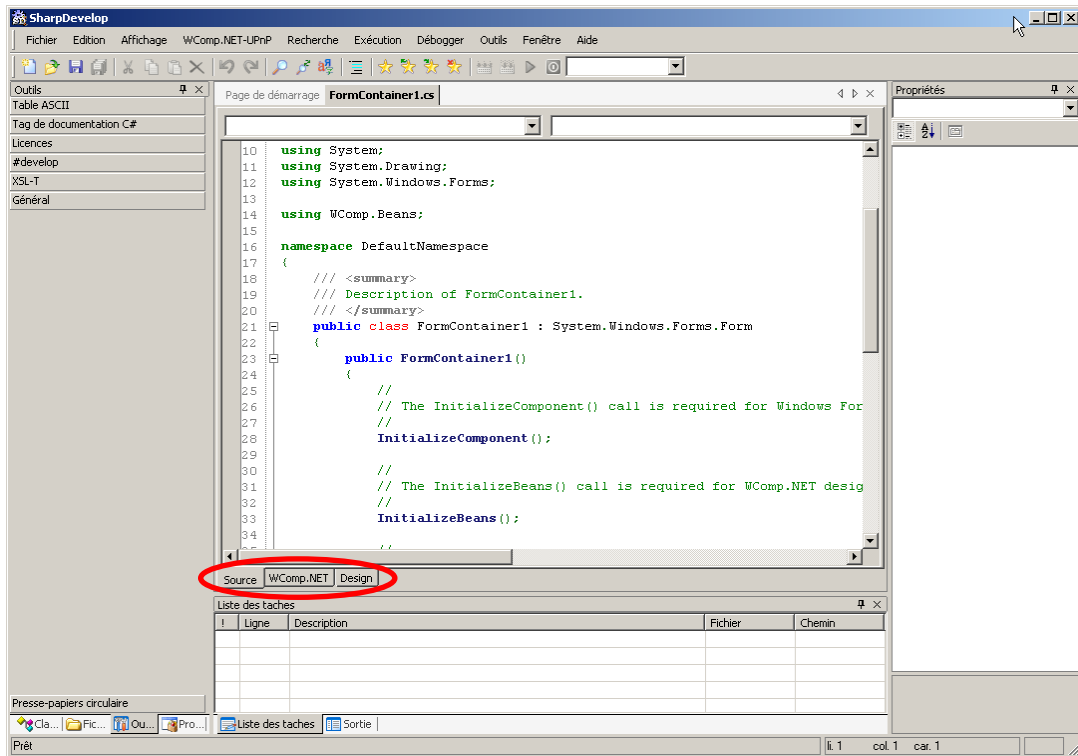 SharpDevelop
Fichier Edition Affichage WComp.NET-UPnP Recherche Exécution Débogger Outils Fenêtre Aide
Outils
Table ASCII
Tag de documentation C#
Licences
#develop
XSL-T
Général
Presse-papiers circulaire
Cla... Fic... Ou... Pro...
Page de démarrage FormContainer1.cs
10 using System;
11 using System.Drawing;
12 using System.Windows.Forms;
13
14 using WComp.Beans;
15
16 namespace DefaultNamespace
17 {
18 /// <summary>
19 /// Description of FormContainer1.
20 /// </summary>
21 public class FormContainer1 : System.Windows.Forms.Form
22 {
23 public FormContainer1()
24 {
25 //
26 // The InitializeComponent() call is required for Windows For
27 //
28 InitializeComponent();
29
30 //
31 // The InitializeBeans() call is required for WComp.NET desig
32 //
33 InitializeBeans();
34
Source WComp.NET Design
Liste des taches
! Ligne Description Fichier Chemin
Liste des taches Sortie
Propriétés
Prêt
li. 1 col. 1 car. 1